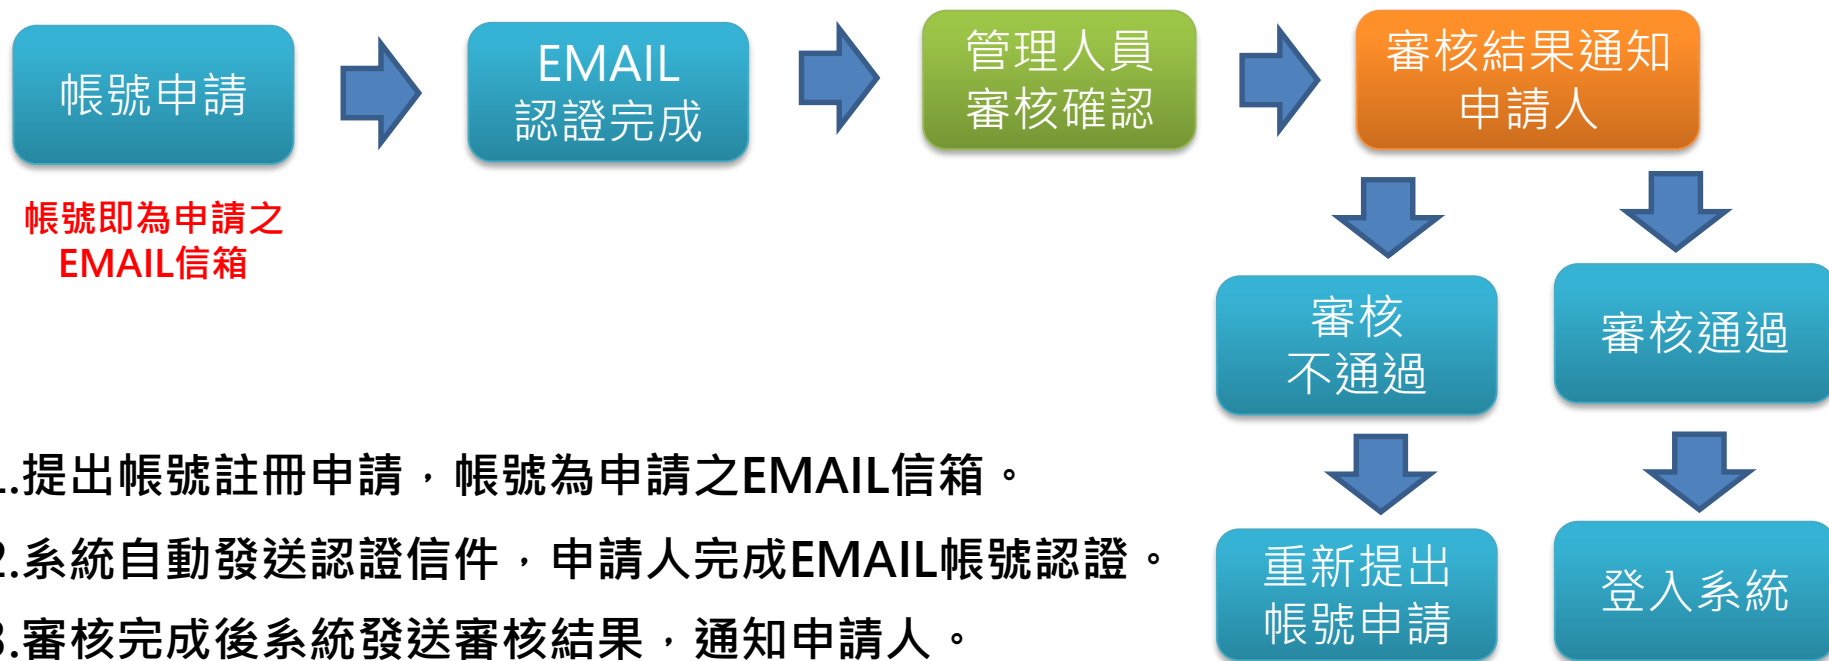 帳號申請
EMAIL
認證完成
管理人員
審核確認
審核結果通知
申請人
帳號即為申請之
EMAIL信箱
審核
不通過
審核通過
重新提出
帳號申請
登入系統
1.提出帳號註冊申請，帳號為申請之EMAIL信箱。
2.系統自動發送認證信件，申請人完成EMAIL帳號認證。
3.審核完成後系統發送審核結果，通知申請人。